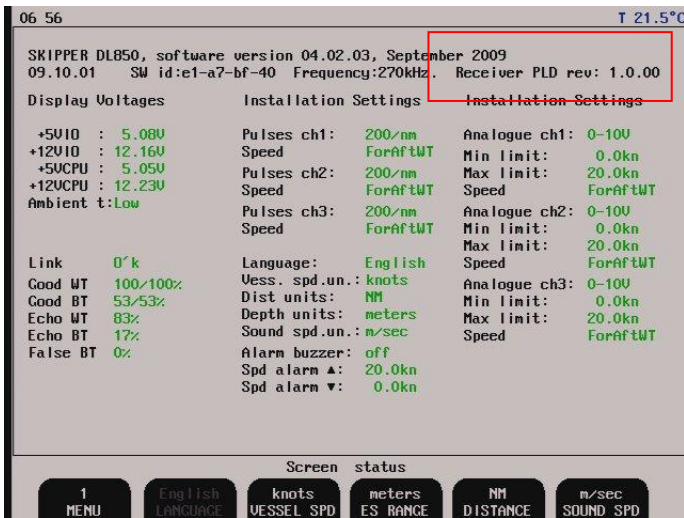 06 56 T 21.5°C
SKIPPER DL850, software version 04.02.03, September 2009
09.10.01 SW id:e1-a7-bf-40 Frequency:270kHz. Receiver PLD rev: 1.0.00
Display Voltages Installation Settings Installation Settings
+5VIO : 5.08V Pulses ch1: 200/nm Analogue ch1: 0-10V
+12VIO : 12.16V Speed ForAftWT Min limit: 0.0kn
+5VCPU : 5.05V Pulses ch2: 200/nm Max limit: 20.0kn
+12VCPU : 12.23V Speed ForAftWT Speed ForAftWT
Ambient t:Low Pulses ch3: 200/nm Analogue ch2: 0-10V
Speed ForAftWT Min limit: 0.0kn
Max limit: 20.0kn
Link O´k Language: English Speed ForAftWT
Good WT 100/100% Vess. spd.un.: knots Analogue ch3: 0-10V
Good BT 53/53% Dist units: NM Min limit: 0.0kn
Echo WT 83% Depth units: meters Max limit: 20.0kn
Echo BT 17% Sound spd.un.: m/sec Speed ForAftWT
False BT 0% Alarm buzzer: off
Spd alarm ▲: 20.0kn
Spd alarm ▼: 0.0kn
Screen status
1 English knots meters NM m/sec
MENU LANGUAGE VESSEL SPD ES RANGE DISTANCE SOUND SPD